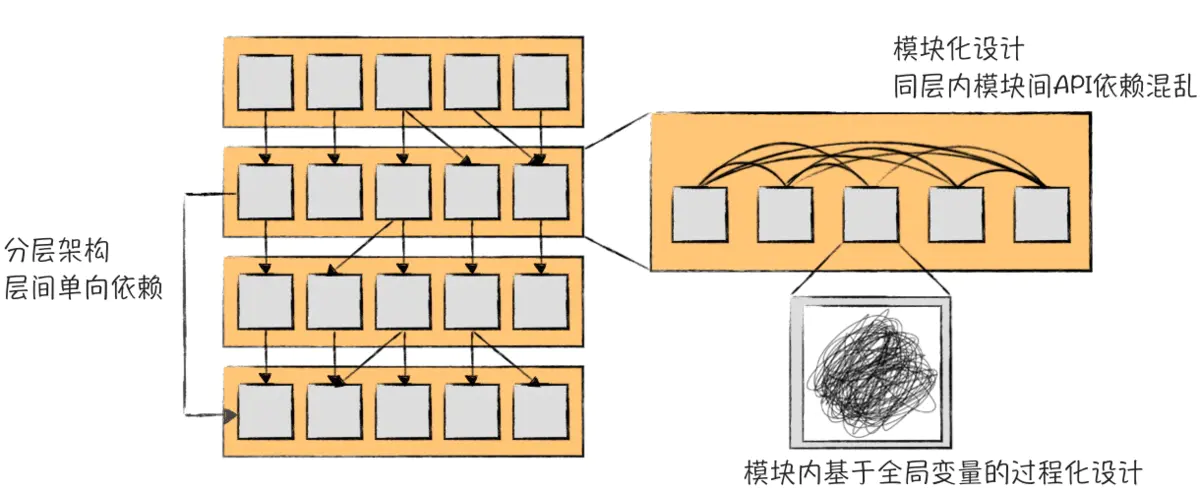 模块化设计
同层内模块间API依赖混乱
分层架构
层间单向依赖
模块内基于全局变量的过程化设计